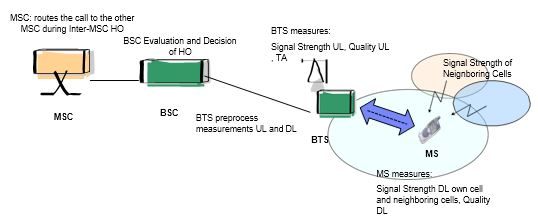 MSC: routes the call to the other
MSC during Inter-MSC HO
BSC Evaluation and Decision
of HO
BTS measures:
Signal Strength UL, Quality UL
, TA
Signal Strength of
Neighboring Cells
MSC
BSC
BTS preprocess
measurements UL and DL
BTS
MS
MS measures:
Signal Strength DL own cell
and neighboring cells, Quality
DL